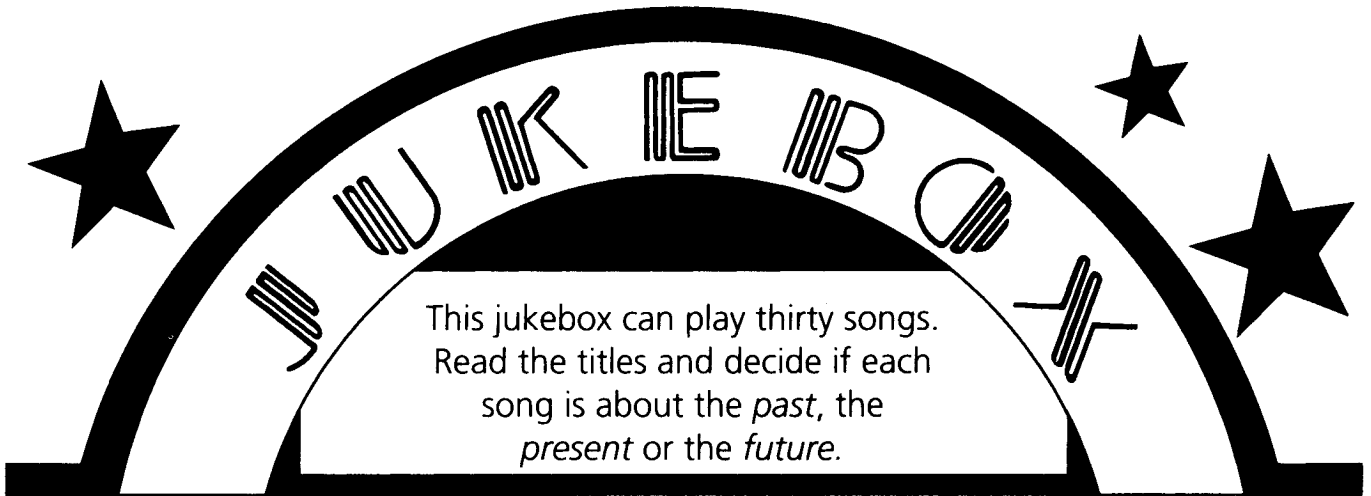 JUKEBOX
This jukebox can play thirty songs.
Read the titles and decide if each
song is about the past, the
present or the future.